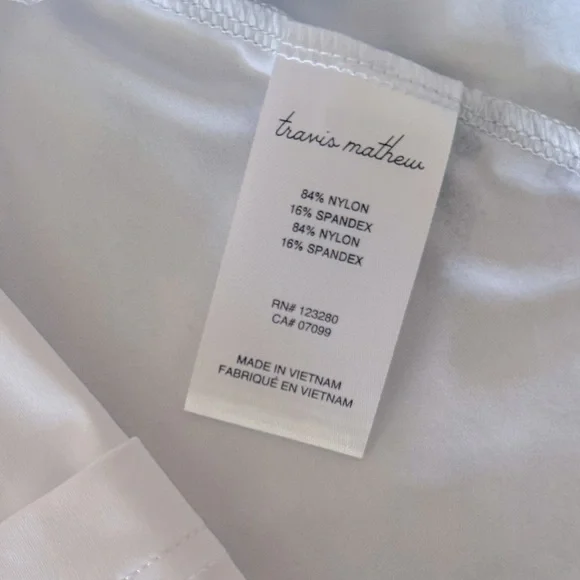 travis mathew
84% NYLON
16% SPANDEX
84% NYLON
16% SPANDEX
RN# 123280
CA# 07099
MADE IN VIETNAM
FABRIQUÉ EN VIETNAM